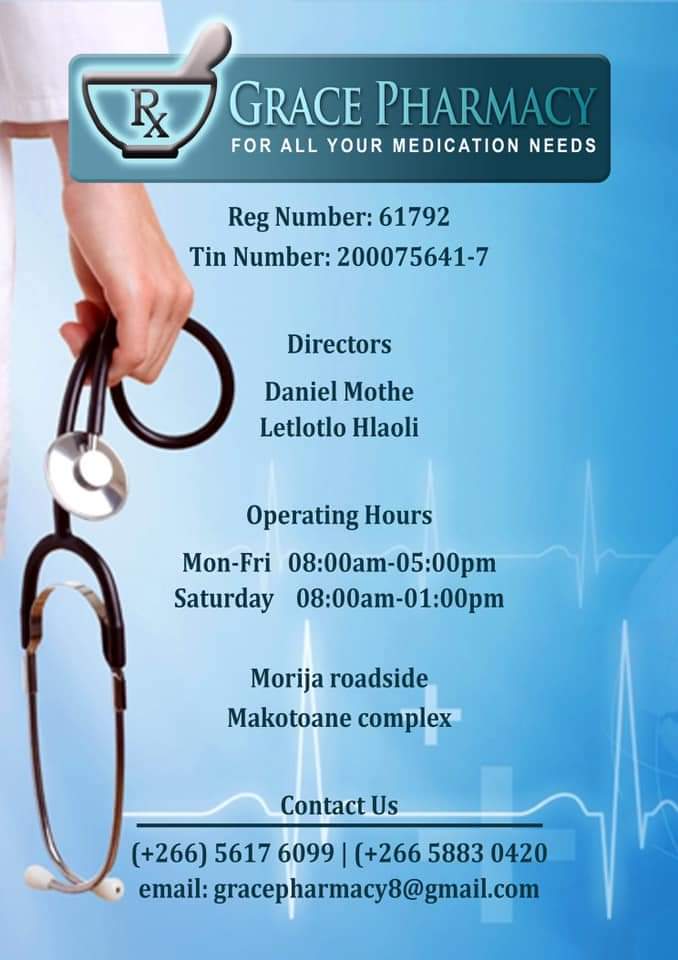 Rx
GRACE PHARMACY
FOR ALL YOUR MEDICATION NEEDS
Reg Number: 61792
Tin Number: 200075641-7
Directors
Daniel Mothe
Letlotlo Hlaoli
Operating Hours
Mon-Fri 08:00am-05:00pm
Saturday 08:00am-01:00pm
Morija roadside
Makotoane complex
Contact Us
(+266) 5617 6099 | (+266 5883 0420
email: gracepharmacy8@gmail.com